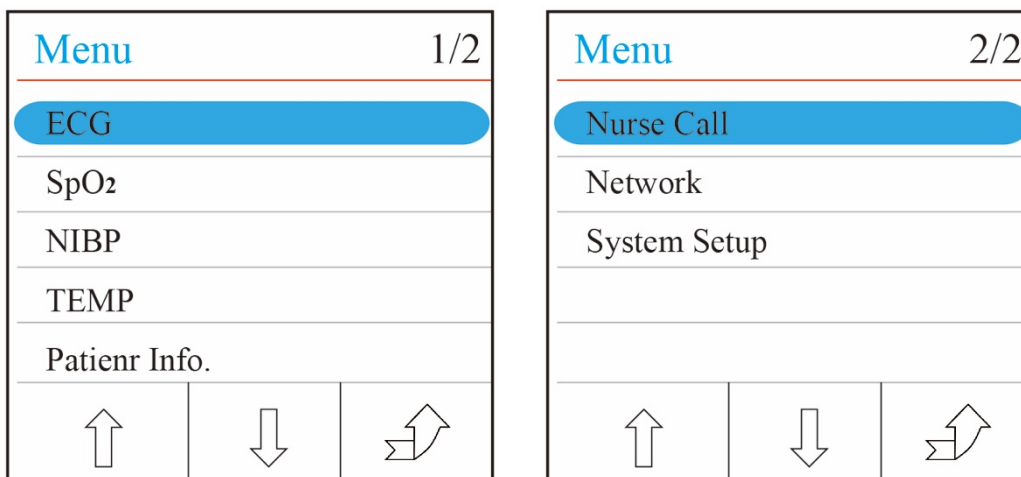 Menu 1/2
ECG
SpO2
NIBP
TEMP
Patienr Info.
Menu 2/2
Nurse Call
Network
System Setup